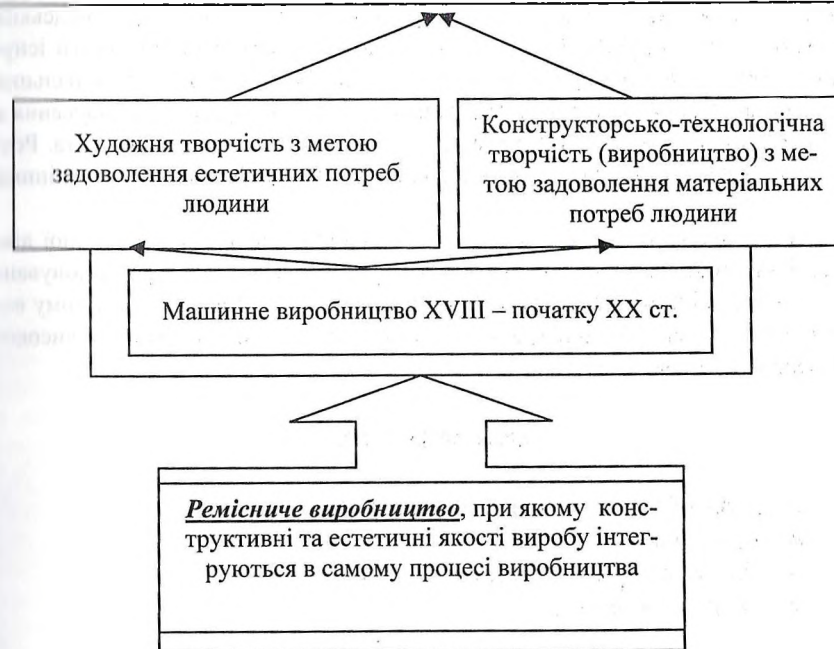 Художня творчість з метою
задоволення естетичних потреб
людини
Конструкторсько-технологічна
творчість (виробництво) з ме-
тою задоволення матеріальних
потреб людини
Машинне виробництво XVIII – початку XX ст.
Ремісниче виробництво, при якому конс-
труктивні та естетичні якості виробу інтег-
руються в самому процесі виробництва